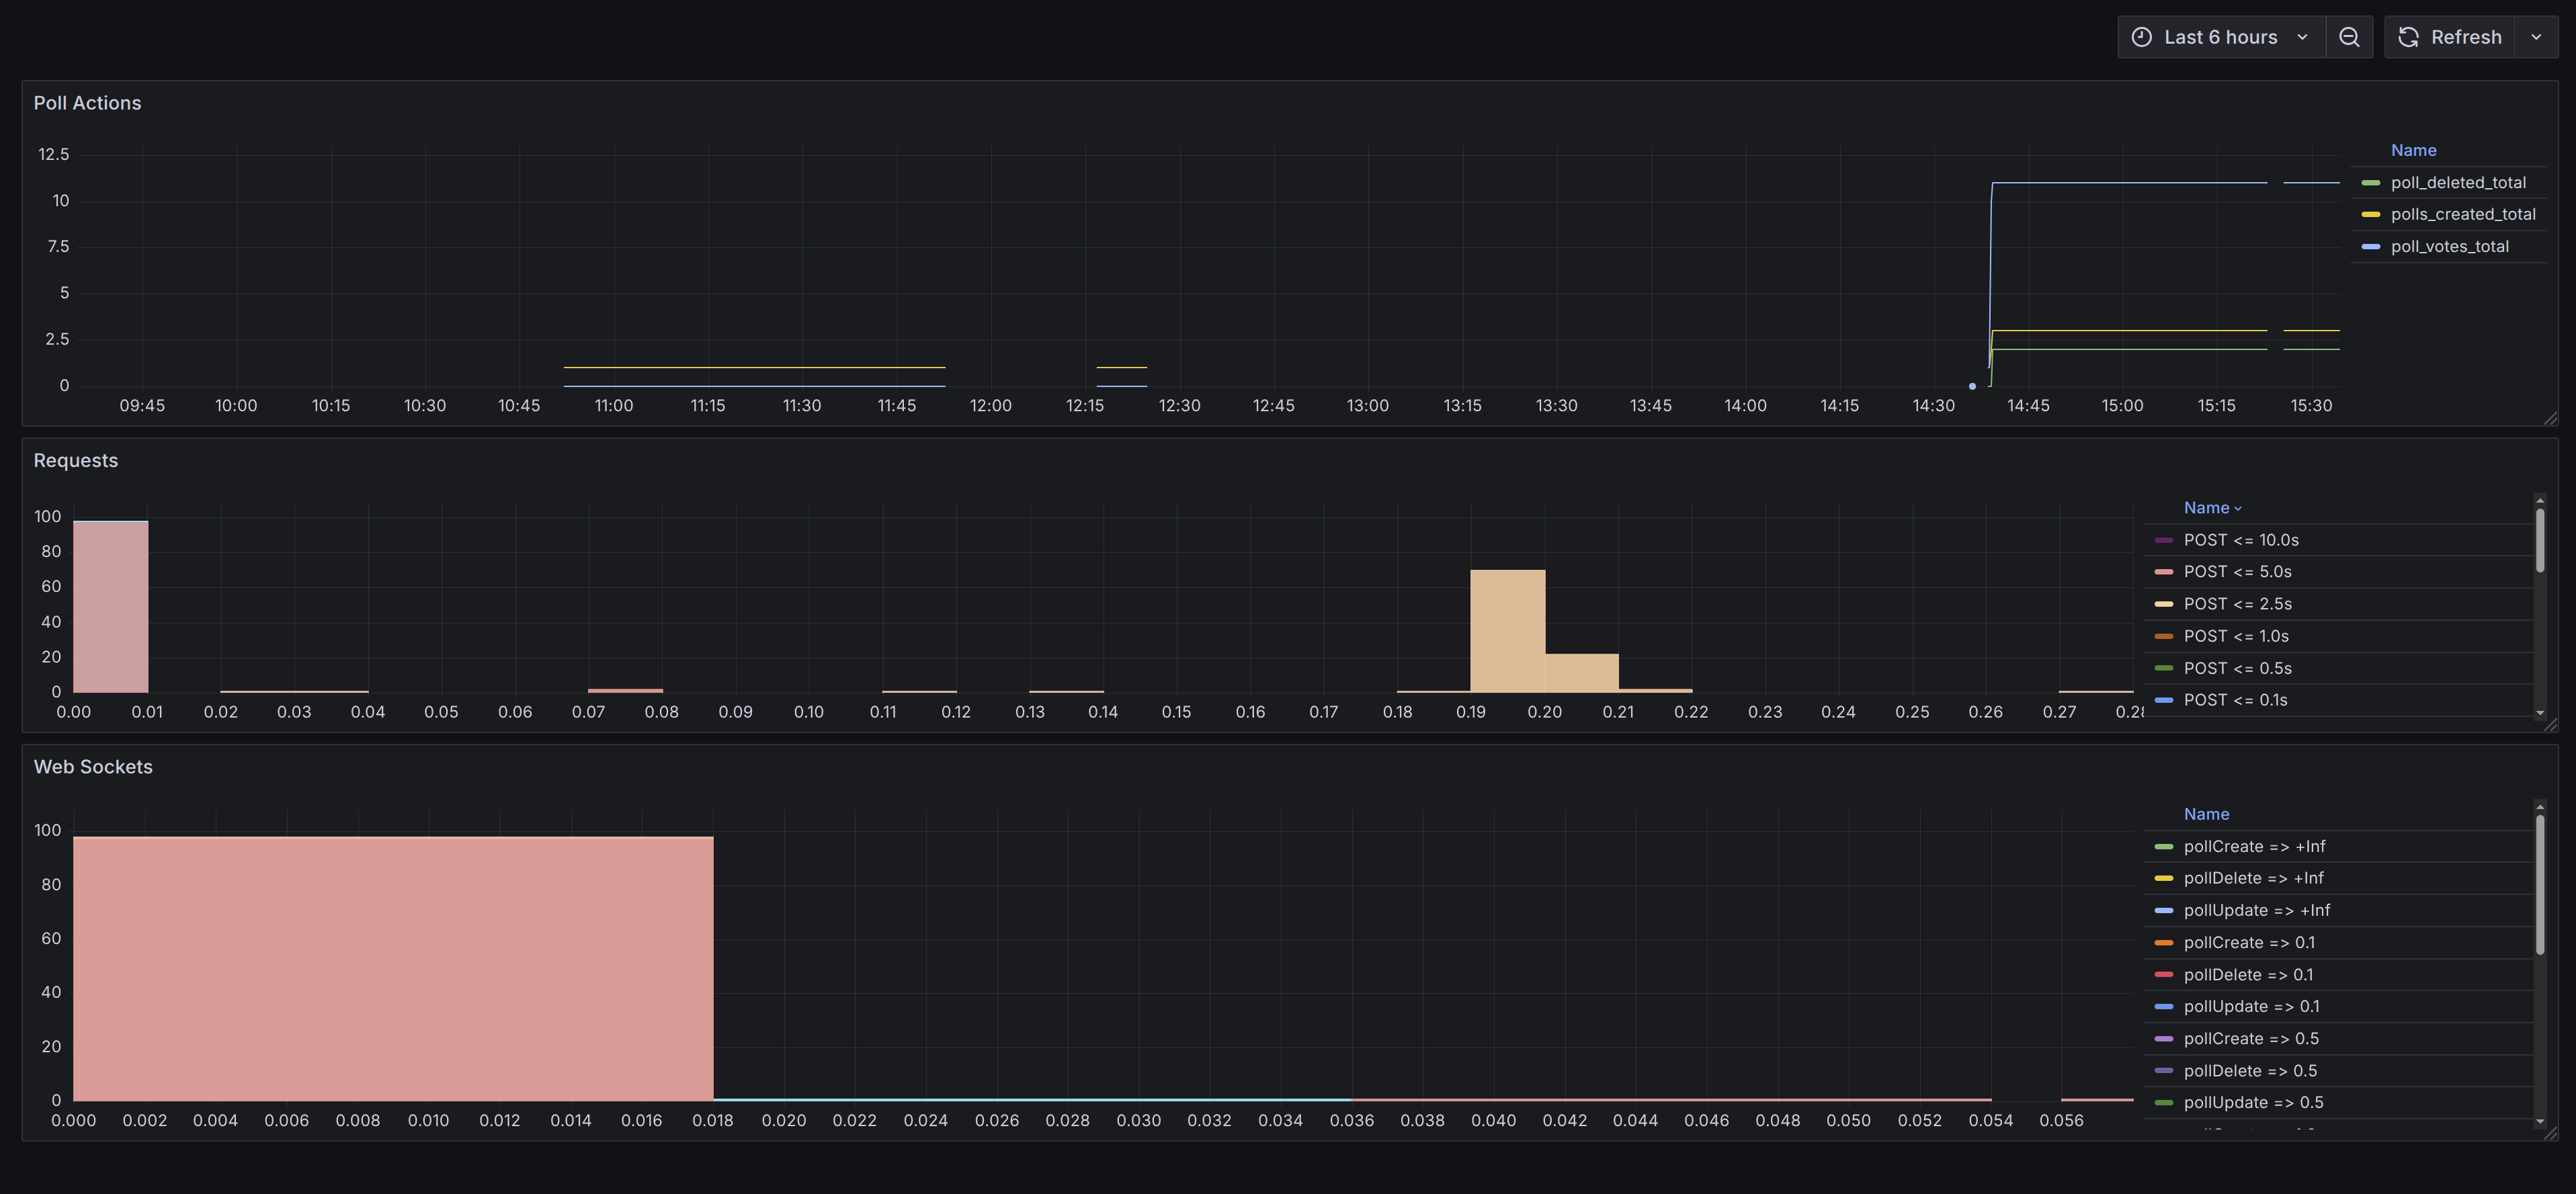 Last 6 hours
Refresh
Poll Actions
12.5
10
7.5
5
2.5
0
09:45 10:00 10:15 10:30 10:45 11:00 11:15 11:30 11:45 12:00 12:15 12:30 12:45 13:00 13:15 13:30 13:45 14:00 14:15 14:30 14:45 15:00 15:15 15:30
Name
poll_deleted_total
polls_created_total
poll_votes_total
Requests
100
80
60
40
20
0
0.00 0.01 0.02 0.03 0.04 0.05 0.06 0.07 0.08 0.09 0.10 0.11 0.12 0.13 0.14 0.15 0.16 0.17 0.18 0.19 0.20 0.21 0.22 0.23 0.24 0.25 0.26 0.27
Name
POST <= 10.0s
POST <= 5.0s
POST <= 2.5s
POST <= 1.0s
POST <= 0.5s
POST <= 0.1s
Web Sockets
100
80
60
40
20
0
0.000 0.002 0.004 0.006 0.008 0.010 0.012 0.014 0.016 0.018 0.020 0.022 0.024 0.026 0.028 0.030 0.032 0.034 0.036 0.038 0.040 0.042 0.044 0.046 0.048 0.050 0.052 0.054 0.056
Name
pollCreate => +Inf
pollDelete => +Inf
pollUpdate => +Inf
pollCreate => 0.1
pollDelete => 0.1
pollUpdate => 0.1
pollCreate => 0.5
pollDelete => 0.5
pollUpdate => 0.5